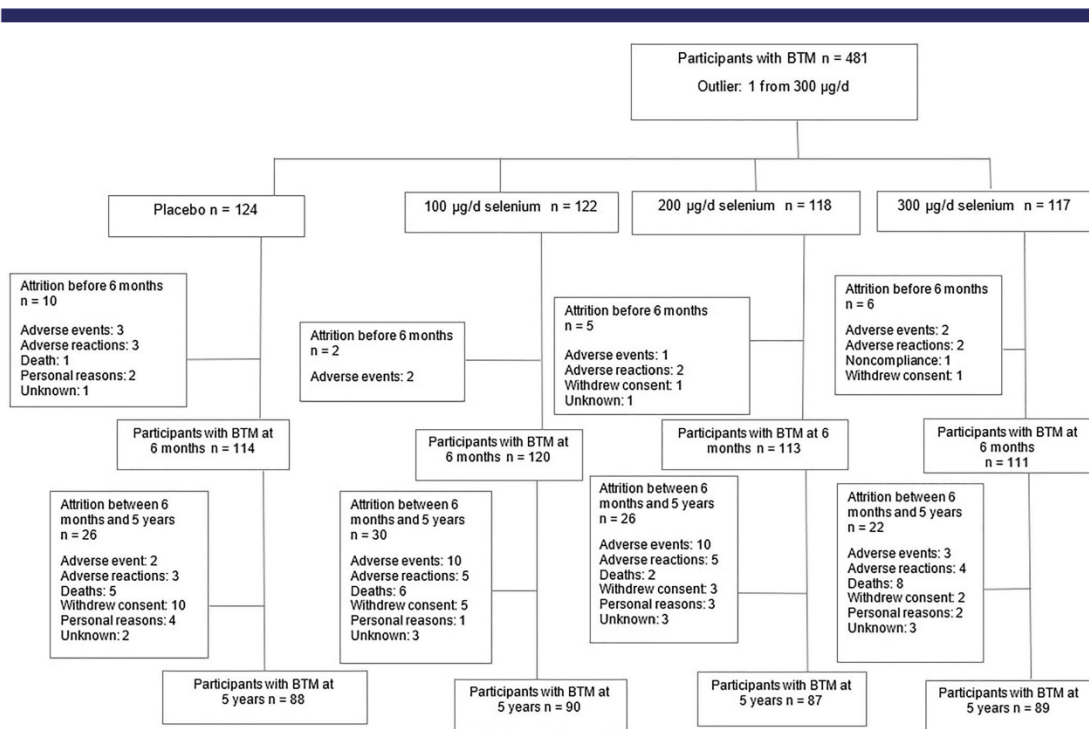 Participants with BTM n = 481
Outlier: 1 from 300 µg/d
Placebo n = 124
100 µg/d selenium n = 122
200 µg/d selenium n = 118
300 µg/d selenium n = 117
Attrition before 6 months
n = 10
Adverse events: 3
Adverse reactions: 3
Death: 1
Personal reasons: 2
Unknown: 1
Attrition before 6 months
n = 2
Adverse events: 2
Attrition before 6 months
n = 5
Adverse events: 1
Adverse reactions: 2
Withdrew consent: 1
Unknown: 1
Attrition before 6 months
n = 6
Adverse events: 2
Adverse reactions: 2
Noncompliance: 1
Withdrew consent: 1
Participants with BTM at
6 months n = 114
Participants with BTM at
6 months n = 120
Participants with BTM at 6
months n = 113
Participants with BTM at
6 months
n = 111
Attrition between 6
months and 5 years
n = 26
Adverse event: 2
Adverse reactions: 3
Deaths: 5
Withdrew consent: 10
Personal reasons: 4
Unknown: 2
Attrition between 6
months and 5 years
n = 30
Adverse events: 10
Adverse reactions: 5
Deaths: 6
Withdrew consent: 5
Personal reasons: 1
Unknown: 3
Attrition between 6
months and 5 years
n = 26
Adverse events: 10
Adverse reactions: 5
Deaths: 2
Withdrew consent: 3
Personal reasons: 3
Unknown: 3
Attrition between 6
months and 5 years
n = 22
Adverse events: 3
Adverse reactions: 4
Deaths: 8
Withdrew consent: 2
Personal reasons: 2
Unknown: 3
Participants with BTM at
5 years n = 88
Participants with BTM at
5 years n = 90
Participants with BTM at
5 years n = 87
Participants with BTM at
5 years n = 89